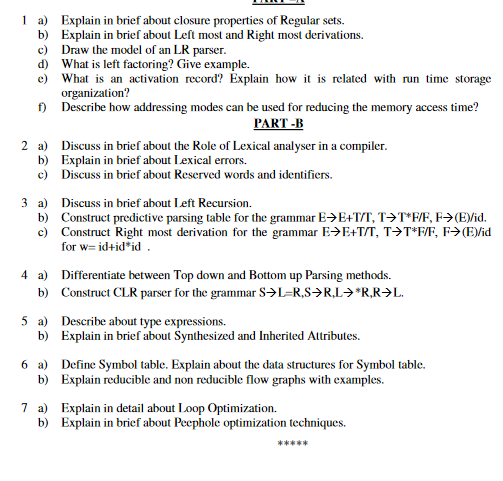 PART -A
1 a) Explain in brief about closure properties of Regular sets.
b) Explain in brief about Left most and Right most derivations.
c) Draw the model of an LR parser.
d) What is left factoring? Give example.
e) What is an activation record? Explain how it is related with run time storage
organization?
f) Describe how addressing modes can be used for reducing the memory access time?
PART -B
2 a) Discuss in brief about the Role of Lexical analyser in a compiler.
b) Explain in brief about Lexical errors.
c) Discuss in brief about Reserved words and identifiers.
3 a) Discuss in brief about Left Recursion.
b) Construct predictive parsing table for the grammar E→E+T/T, T→T*F/F, F→(E)/id.
c) Construct Right most derivation for the grammar E→E+T/T, T→T*F/F, F→(E)/id
for w= id+id*id .
4 a) Differentiate between Top down and Bottom up Parsing methods.
b) Construct CLR parser for the grammar S→L=R,S→R,L→*R,R→L.
5 a) Describe about type expressions.
b) Explain in brief about Synthesized and Inherited Attributes.
6 a) Define Symbol table. Explain about the data structures for Symbol table.
b) Explain reducible and non reducible flow graphs with examples.
7 a) Explain in detail about Loop Optimization.
b) Explain in brief about Peephole optimization techniques.
*****